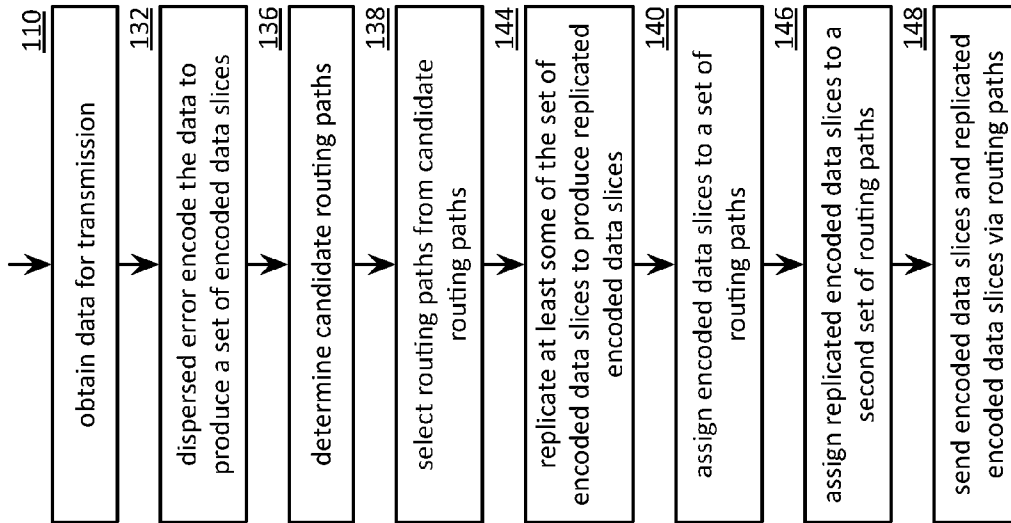 110
obtain data for transmission
132
dispersed error encode the data to
produce a set of encoded data slices
136
determine candidate routing paths
138
select routing paths from candidate
routing paths
144
replicate at least some of the set of
encoded data slices to produce replicated
encoded data slices
140
assign encoded data slices to a set of
routing paths
146
assign replicated encoded data slices to a
second set of routing paths
148
send encoded data slices and replicated
encoded data slices via routing paths